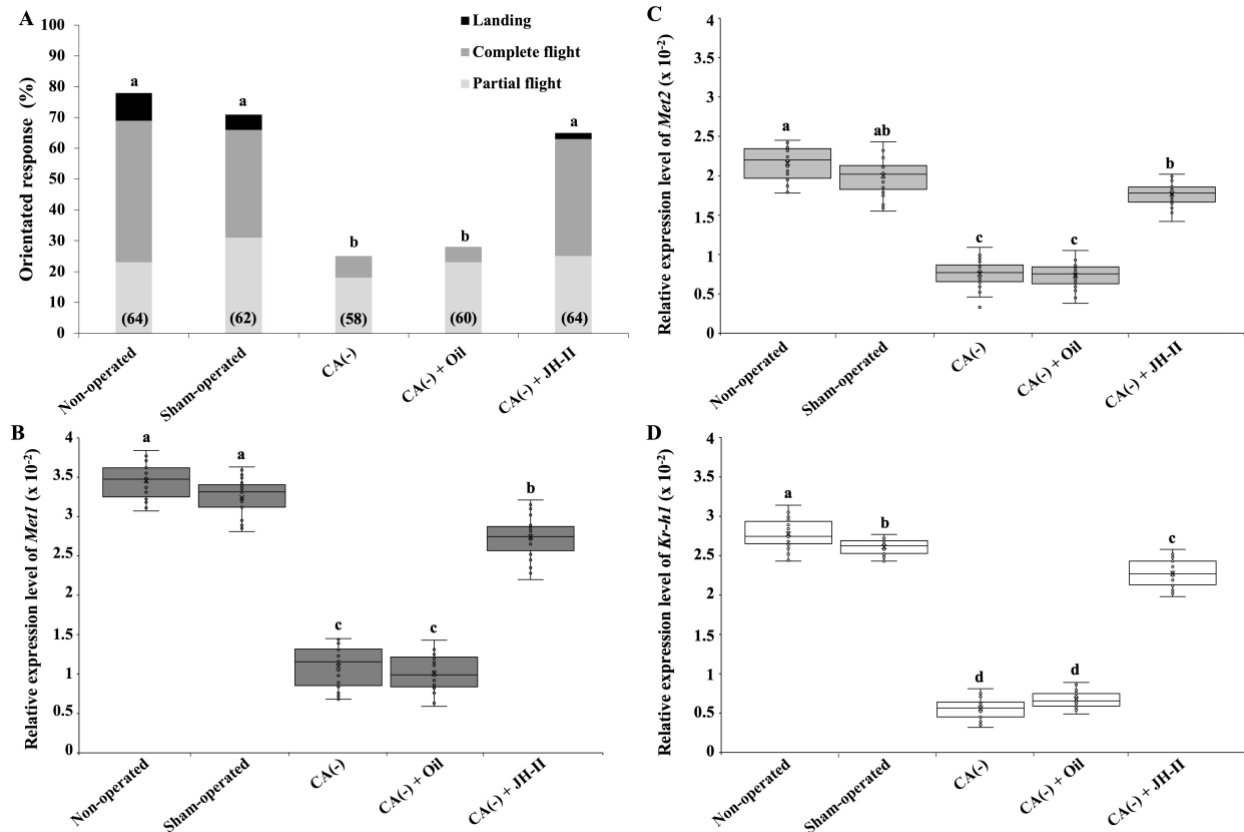 A
Orientated response (%)
100
90
80
70
60
50
40
30
20
10
0
Landing
Complete flight
Partial flight
a
a
b
b
a
(64)
(62)
(58)
(60)
(64)
Non-operated
Sham-operated
CA(-)
CA(-) + Oil
CA(-) + JH-II
B
Relative expression level of Met1 (x 10⁻²)
4
3.5
3
2.5
2
1.5
1
0.5
0
a
a
c
c
b
Non-operated
Sham-operated
CA(-)
CA(-) + Oil
CA(-) + JH-II
C
Relative expression level of Met2 (x 10⁻²)
4
3.5
3
2.5
2
1.5
1
0.5
0
a
ab
c
c
b
Non-operated
Sham-operated
CA(-)
CA(-) + Oil
CA(-) + JH-II
D
Relative expression level of Kr-h1 (x 10⁻²)
4
3.5
3
2.5
2
1.5
1
0.5
0
a
b
d
d
c
Non-operated
Sham-operated
CA(-)
CA(-) + Oil
CA(-) + JH-II